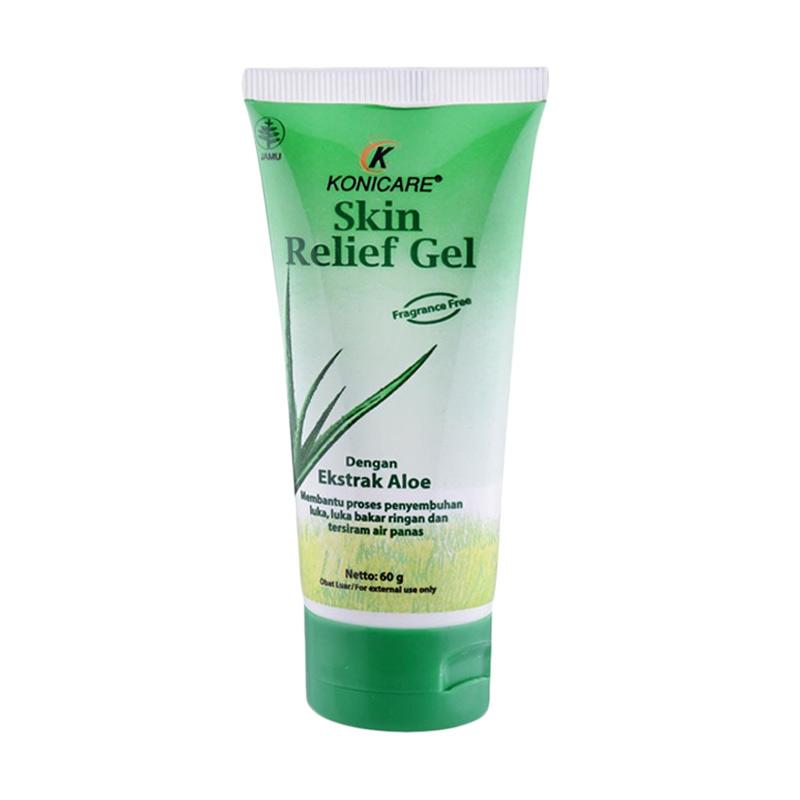 JAMU
K
KONICARE®
Skin
Relief Gel
Fragrance Free
Dengan
Ekstrak Aloe
Membantu proses penyembuhan
luka, luka bakar ringan dan
tersiram air panas
Netto: 60 g
Obat Luar/For external use only